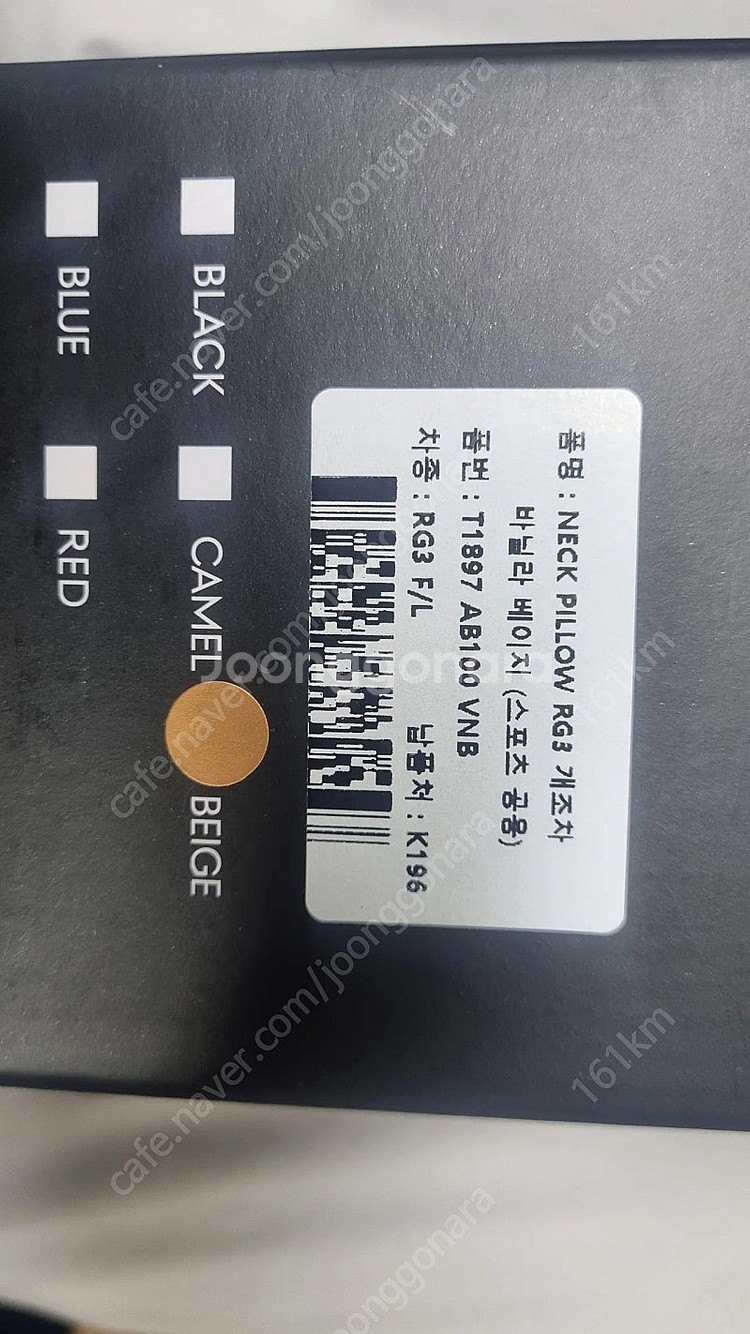 품명 : NECK PILLOW RG3 개조차
바닐라 베이지 (스포츠 공용)
품번 : T1897 AB100 VNB
차종 : RG3 F/L 납품처 : K196
BLACK CAMEL BEIGE
BLUE RED
Joonggonara
cafe.naver.com/joonggonara
cafe.naver.com/joonggonara
cafe.naver.com/joonggonara
161km
161km
161km